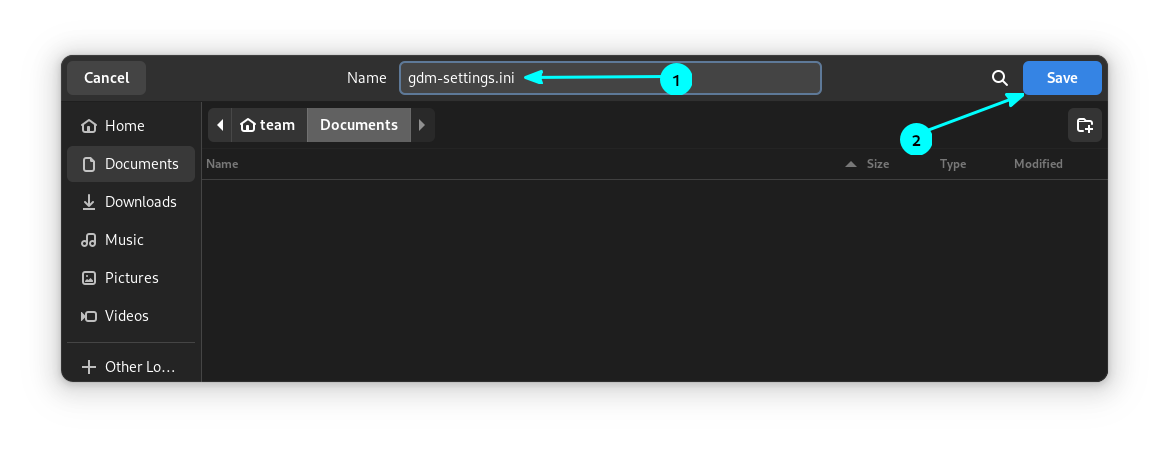 Cancel Name gdm-settings.ini 1 Save
2
Home
Documents
Downloads
Music
Pictures
Videos
Other Lo...
team Documents
Name Size Type Modified